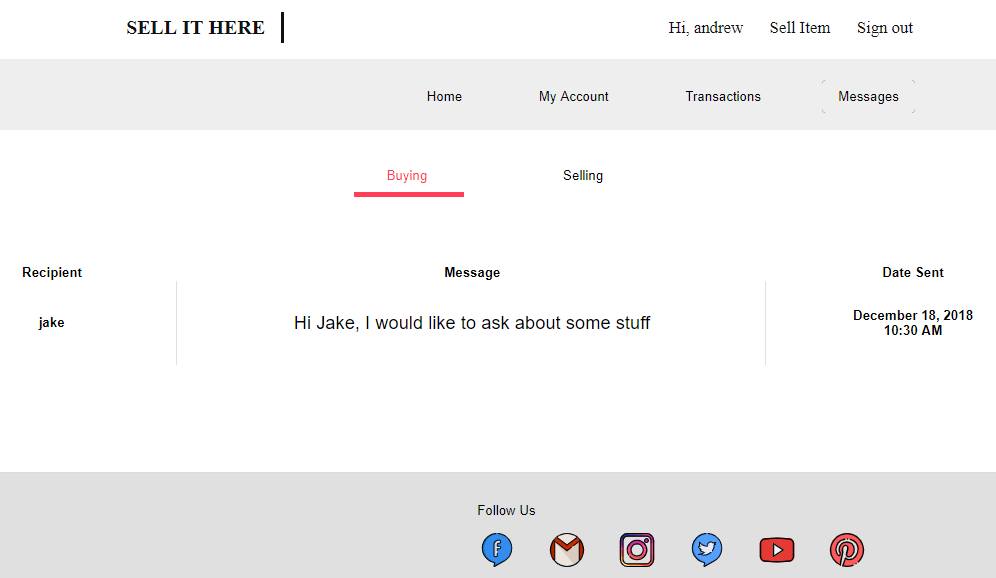 SELL IT HERE
Hi, andrew Sell Item Sign out
Home My Account Transactions Messages
Buying Selling
Recipient Message Date Sent
jake Hi Jake, I would like to ask about some stuff December 18, 2018
10:30 AM
Follow Us